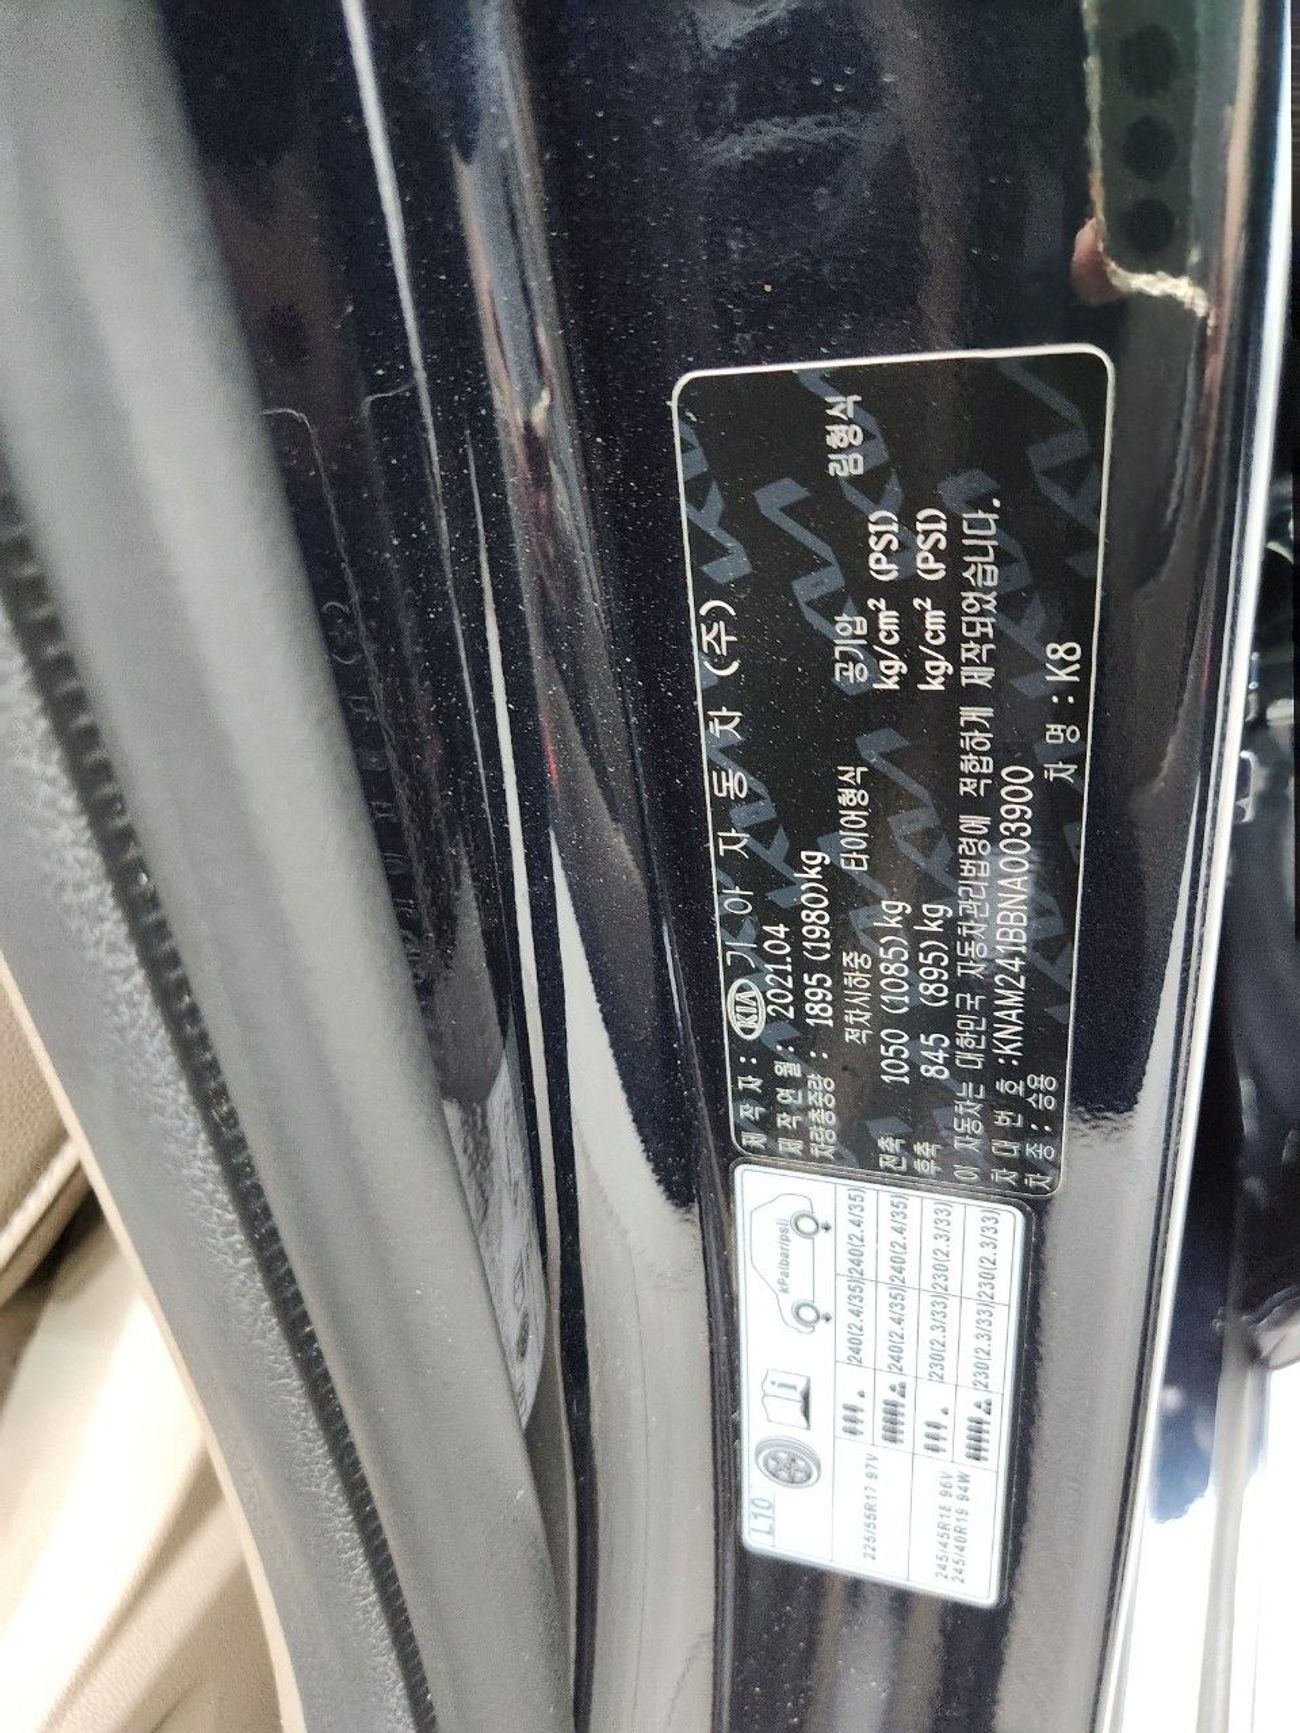 제 작 자 : KIA 기 아 자 동 차 (주)
제 작 연 월 : 2021.04
차량총중량 : 1895 (1980)kg
적차시하중 타이어형식 공기압 림형식
전축 1050 (1085) kg kg/cm² (PSI)
후축 845 (895) kg kg/cm² (PSI)
이 자동차는 대한민국 자동차관리법령에 적합하게 제작되었습니다.
차 대 번 호 : KNAM241BBNA003900
차 종 : 승용 차 명 : K8
L10 i kPa(bar/psi)
225/55R17 97V 240(2.4/35) 240(2.4/35)
240(2.4/35) 240(2.4/35)
245/45R18 96V 230(2.3/33) 230(2.3/33)
245/40R19 94W 230(2.3/33) 230(2.3/33)